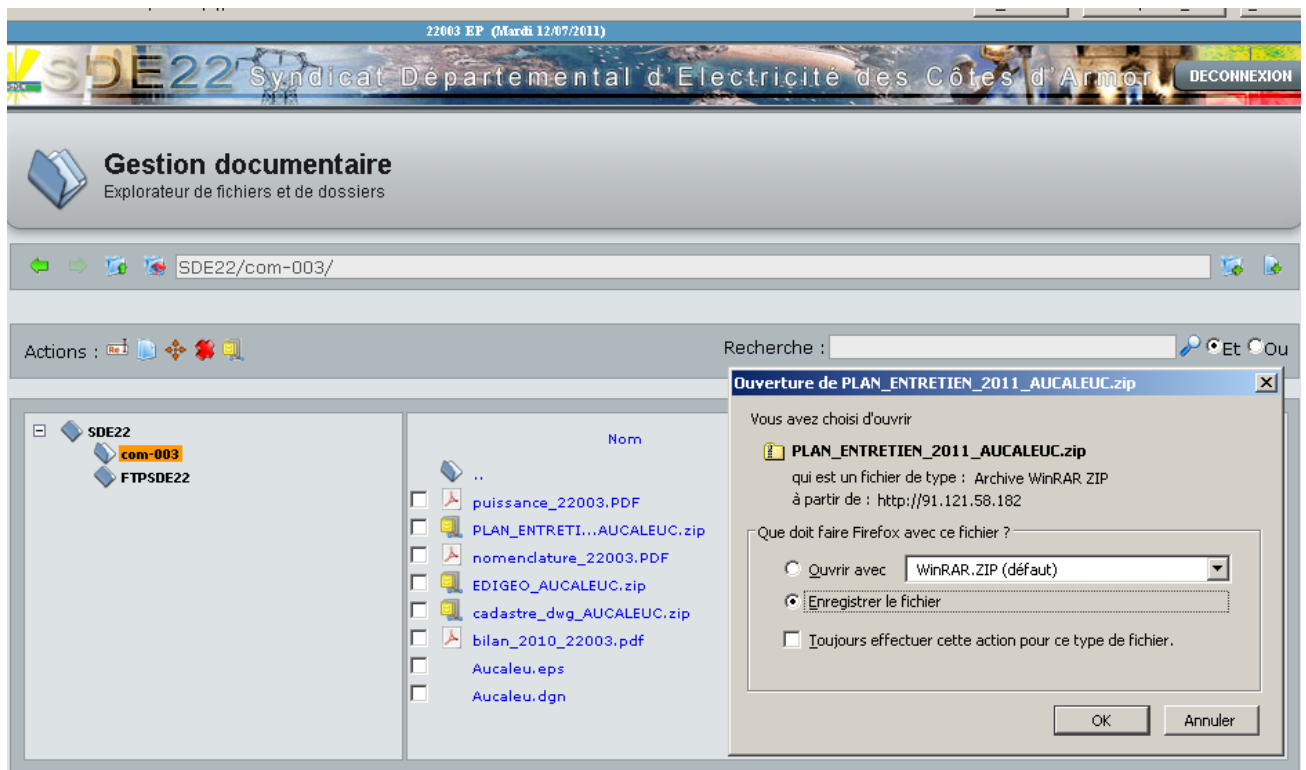 22003 EP (Mardi 12/07/2011)
SDE22 Syndicat Départemental d'Electricité des Côtes d'Armor
DECONNEXION
Gestion documentaire
Explorateur de fichiers et de dossiers
SDE22/com-003/
Actions :
Recherche :
Et Ou
SDE22
com-003
FTPSDE22
Nom
..
puissance_22003.PDF
PLAN_ENTRETI...AUCALEUC.zip
nomenclature_22003.PDF
EDIGEO_AUCALEUC.zip
cadastre_dwg_AUCALEUC.zip
bilan_2010_22003.pdf
Aucaleu.eps
Aucaleu.dgn
Ouverture de PLAN_ENTRETIEN_2011_AUCALEUC.zip
Vous avez choisi d'ouvrir
PLAN_ENTRETIEN_2011_AUCALEUC.zip
qui est un fichier de type : Archive WinRAR ZIP
à partir de : http://91.121.58.182
Que doit faire Firefox avec ce fichier ?
Ouvrir avec WinRAR.ZIP (défaut)
Enregistrer le fichier
Toujours effectuer cette action pour ce type de fichier.
OK Annuler